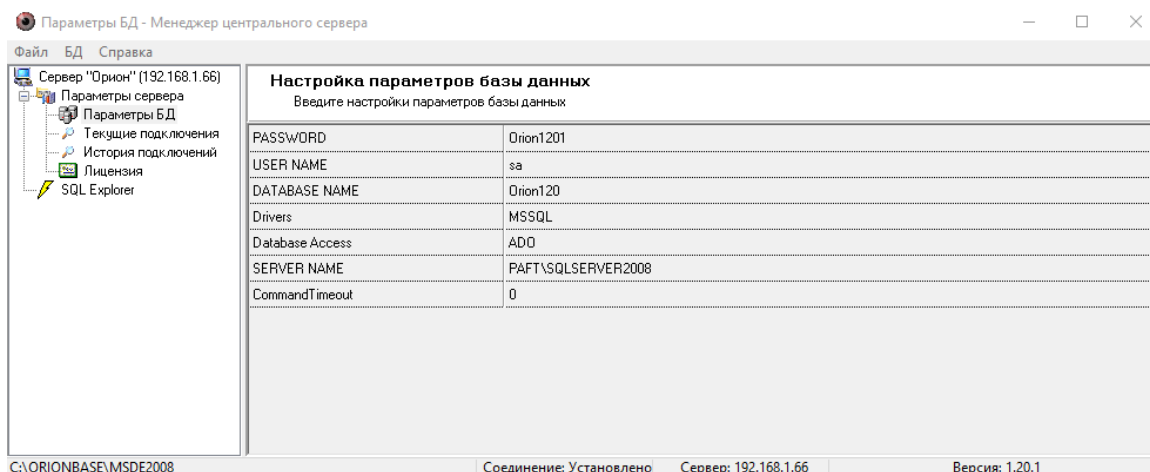 Параметры БД - Менеджер центрального сервера
Файл БД Справка
Сервер "Орион" (192.168.1.66)
Параметры сервера
Параметры БД
Текущие подключения
История подключений
Лицензия
SQL Explorer
Настройка параметров базы данных
Введите настройки параметров базы данных
PASSWORD Orion1201
USER NAME sa
DATABASE NAME Orion120
Drivers MSSQL
Database Access ADO
SERVER NAME PAFT\SQLSERVER2008
CommandTimeout 0
C:\ORIONBASE\MSDE2008 Соединение: Установлено Сервер: 192.168.1.66 Версия: 1.20.1